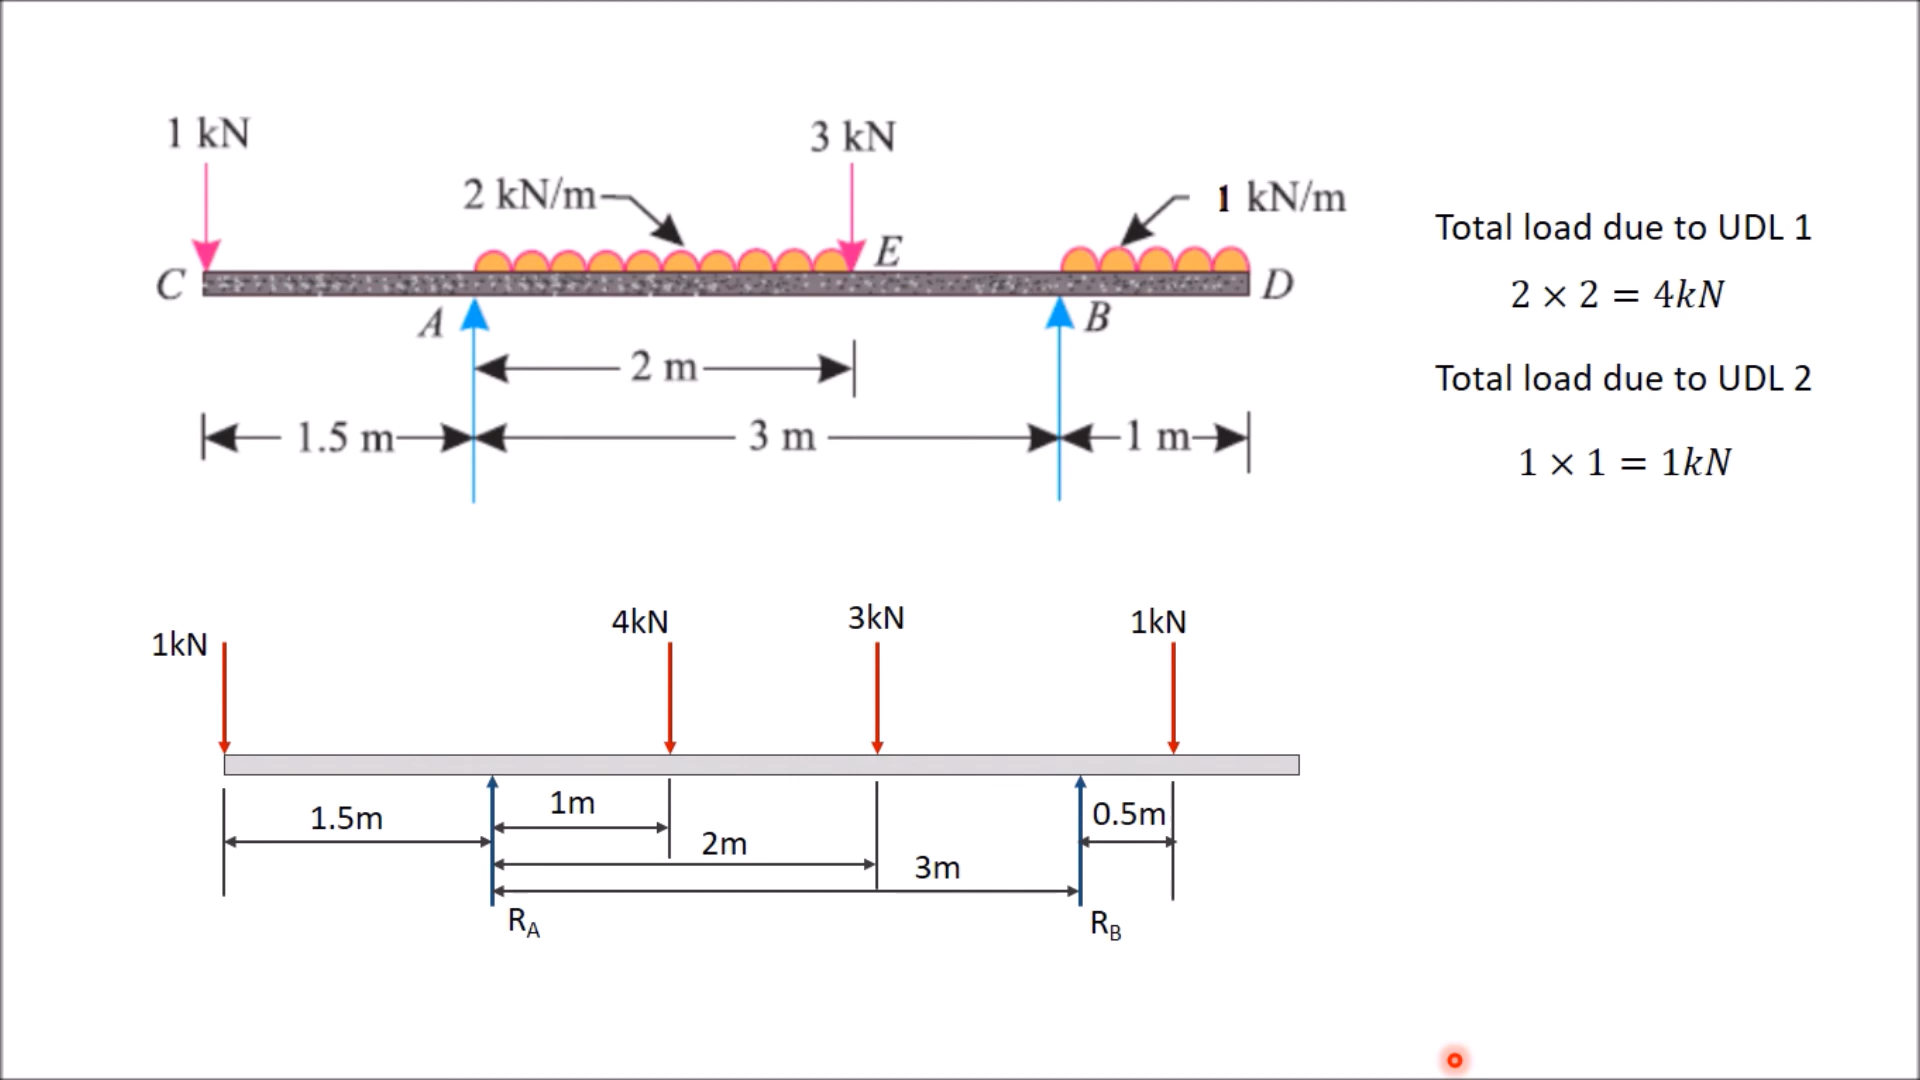 1 kN
3 kN
2 kN/m
1 kN/m
Total load due to UDL 1
2 × 2 = 4kN
C
E
D
A
B
2 m
1.5 m
3 m
1 m
Total load due to UDL 2
1 × 1 = 1kN
1kN
4kN
3kN
1kN
1.5m
1m
2m
3m
0.5m
R_A
R_B